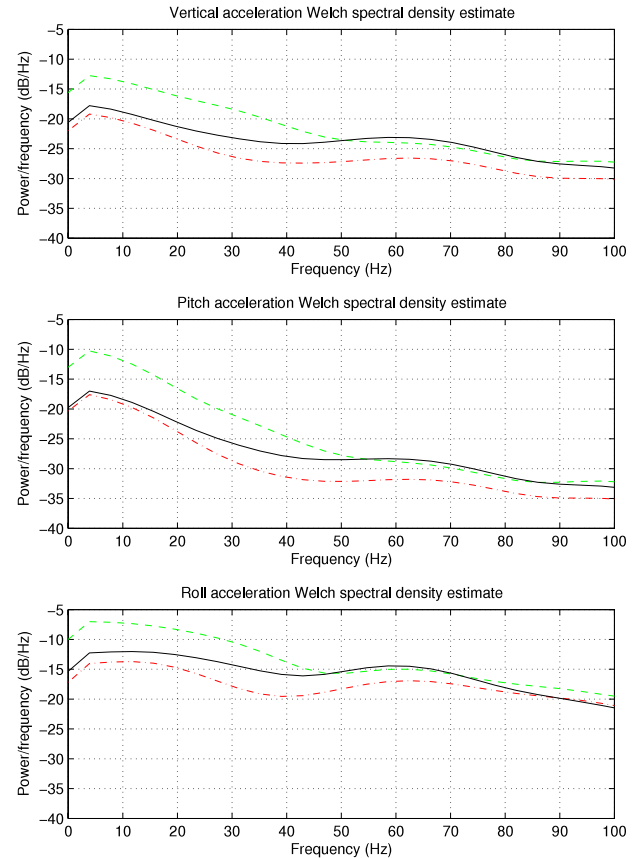 Vertical acceleration Welch spectral density estimate
Power/frequency (dB/Hz)
−5
−10
−15
−20
−25
−30
−35
−40
0 10 20 30 40 50 60 70 80 90 100
Frequency (Hz)
Pitch acceleration Welch spectral density estimate
Power/frequency (dB/Hz)
−5
−10
−15
−20
−25
−30
−35
−40
0 10 20 30 40 50 60 70 80 90 100
Frequency (Hz)
Roll acceleration Welch spectral density estimate
Power/frequency (dB/Hz)
−5
−10
−15
−20
−25
−30
−35
−40
0 10 20 30 40 50 60 70 80 90 100
Frequency (Hz)